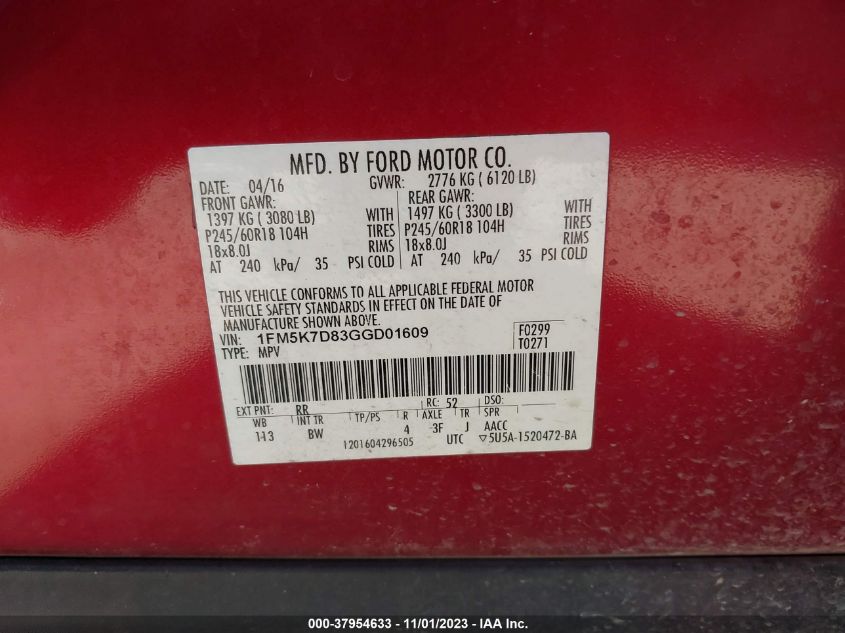 MFD. BY FORD MOTOR CO.
DATE: 04/16 GVWR: 2776 KG ( 6120 LB)
FRONT GAWR: REAR GAWR:
1397 KG ( 3080 LB) WITH 1497 KG ( 3300 LB) WITH
P245/60R18 104H TIRES P245/60R18 104H TIRES
18x8.0J RIMS 18x8.0J RIMS
AT 240 kPa/ 35 PSI COLD AT 240 kPa/ 35 PSI COLD
THIS VEHICLE CONFORMS TO ALL APPLICABLE FEDERAL MOTOR
VEHICLE SAFETY STANDARDS IN EFFECT ON THE DATE OF
MANUFACTURE SHOWN ABOVE.
VIN: 1FM5K7D83GGD01609 F0299
TYPE: MPV T0271
EXT PNT: RR RC: 52 DSO:
WB INT TR TP/PS R AXLE TR SPR
113 BW 4 3F J AACC
1201604296505 UTC ▽5U5A-1520472-BA
000-37954633 - 11/01/2023 - IAA Inc.